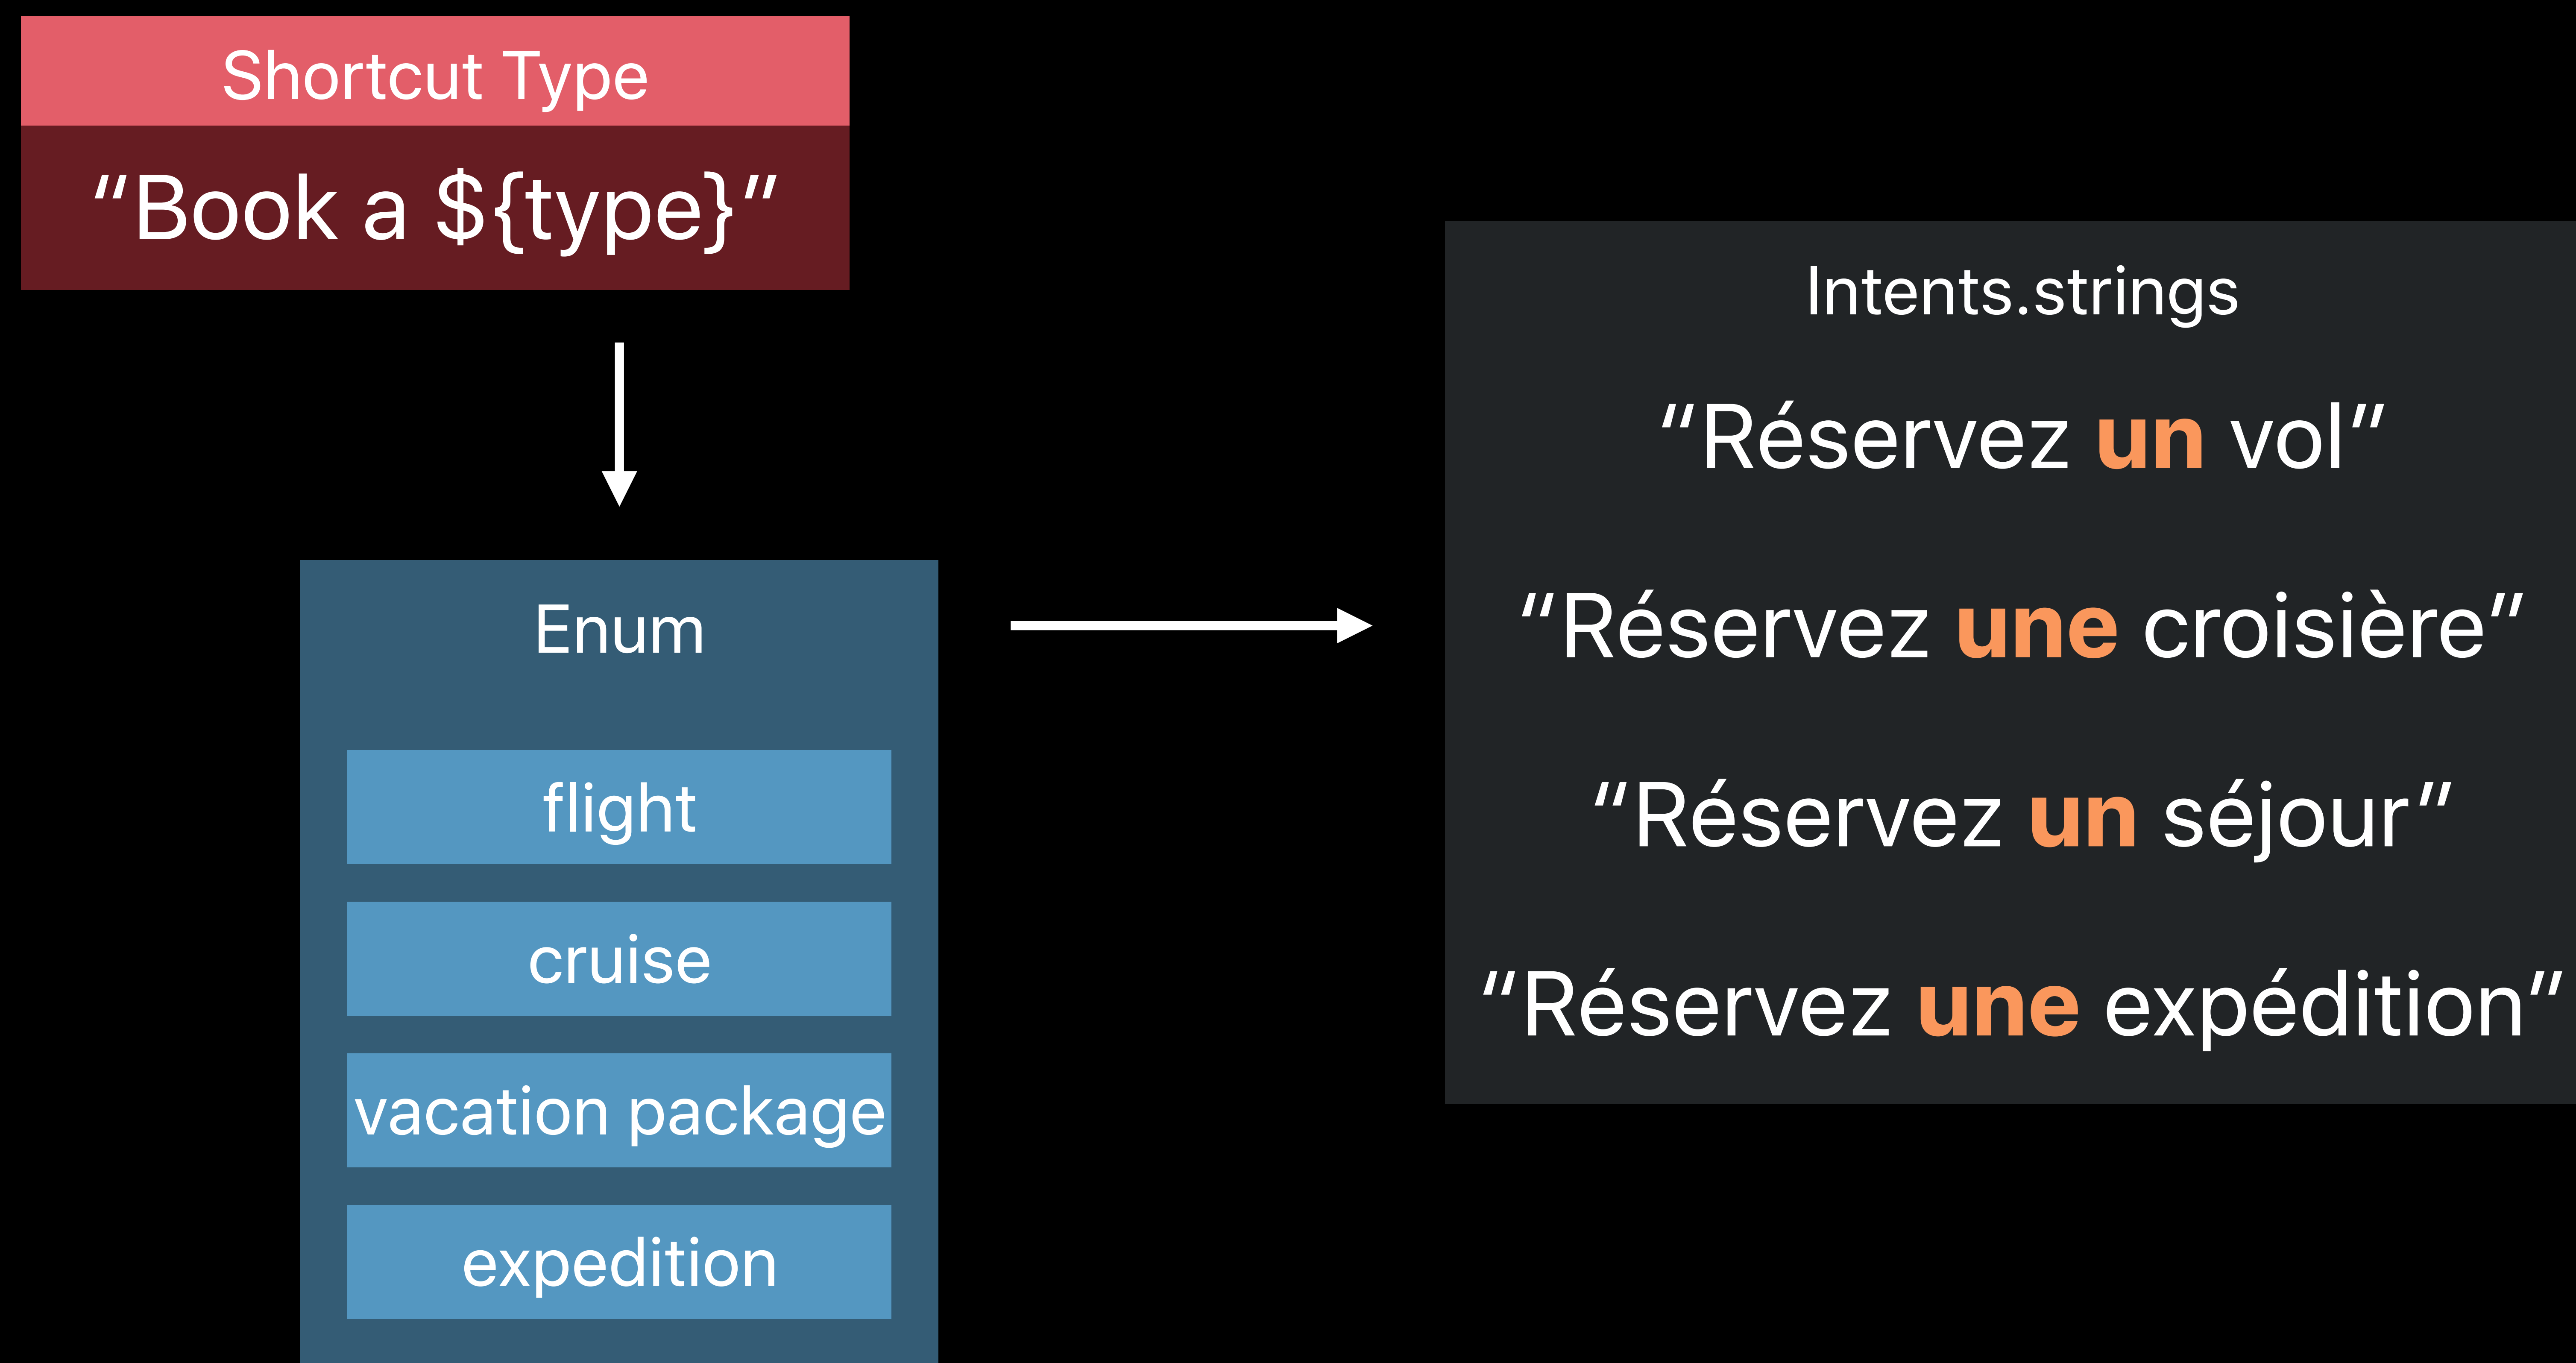 Shortcut Type
“Book a ${type}”
Enum
flight
cruise
vacation package
expedition
Intents.strings
“Réservez un vol”
“Réservez une croisière”
“Réservez un séjour”
“Réservez une expédition”